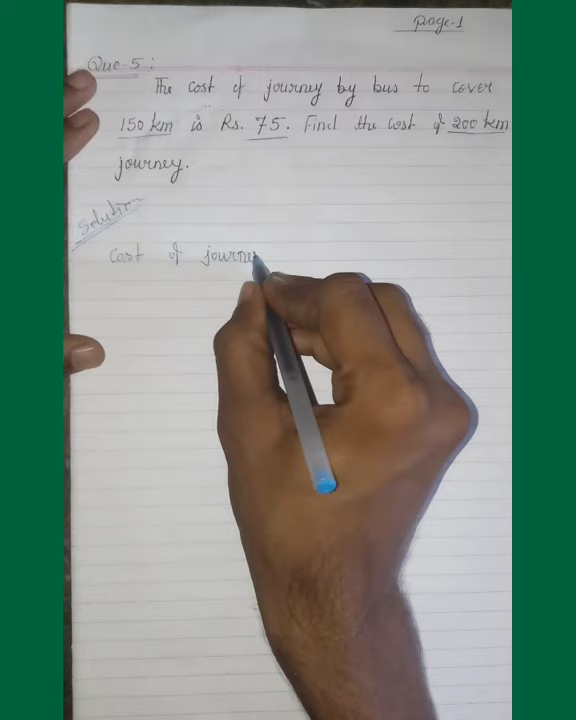 page-1
Que-5:
The cost of journey by bus to cover
150 km is Rs. 75. Find the cost of 200 km
journey.
Solution
Cost of journe